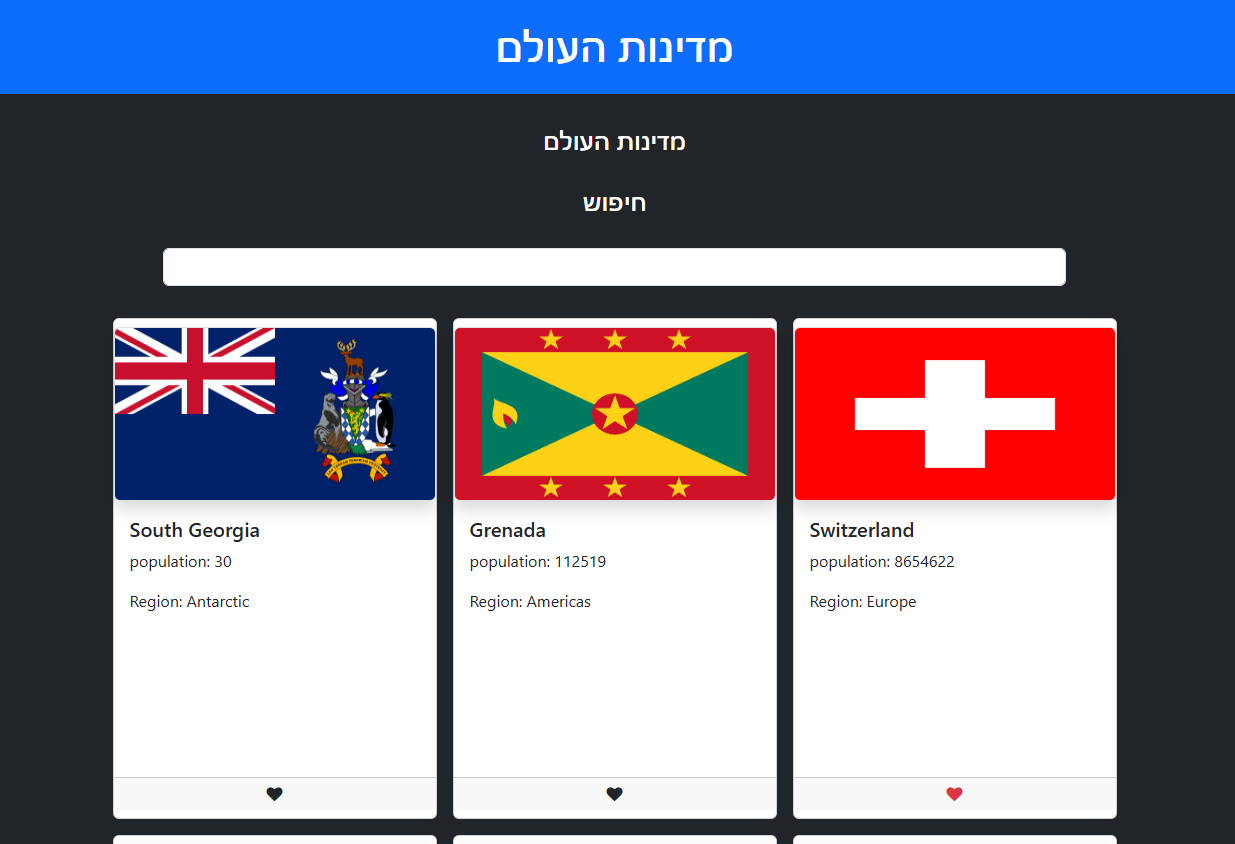 מדינות העולם
מדינות העולם
חיפוש
South Georgia
population: 30
Region: Antarctic
Grenada
population: 112519
Region: Americas
Switzerland
population: 8654622
Region: Europe